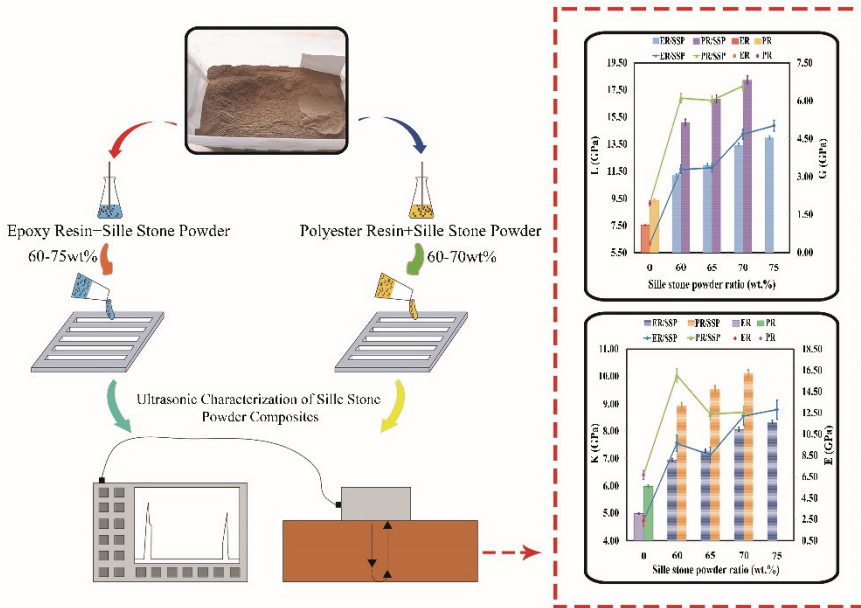 Epoxy Resin−Sille Stone Powder
60-75wt%
Polyester Resin+Sille Stone Powder
60-70wt%
Ultrasonic Characterization of Sille Stone
Powder Composites
ER/SSP PR/SSP ER PR
ER/SSP PR/SSP ER PR
19.50 7.50
17.50 6.00
15.50
13.50 4.50
11.50 3.00
9.50
7.50 1.50
5.50 0.00
L (GPa)
G (GPa)
0 60 65 70 75
Sille stone powder ratio (wt.%)
ER/SSP PR/SSP ER PR
ER/SSP PR/SSP ER PR
11.00 18.50
10.00 16.50
14.50
9.00 12.50
8.00 10.50
7.00 8.50
6.00 6.50
5.00 4.50
2.50
4.00 0.50
K (GPa)
E (GPa)
0 60 65 70 75
Sille stone powder ratio (wt.%)